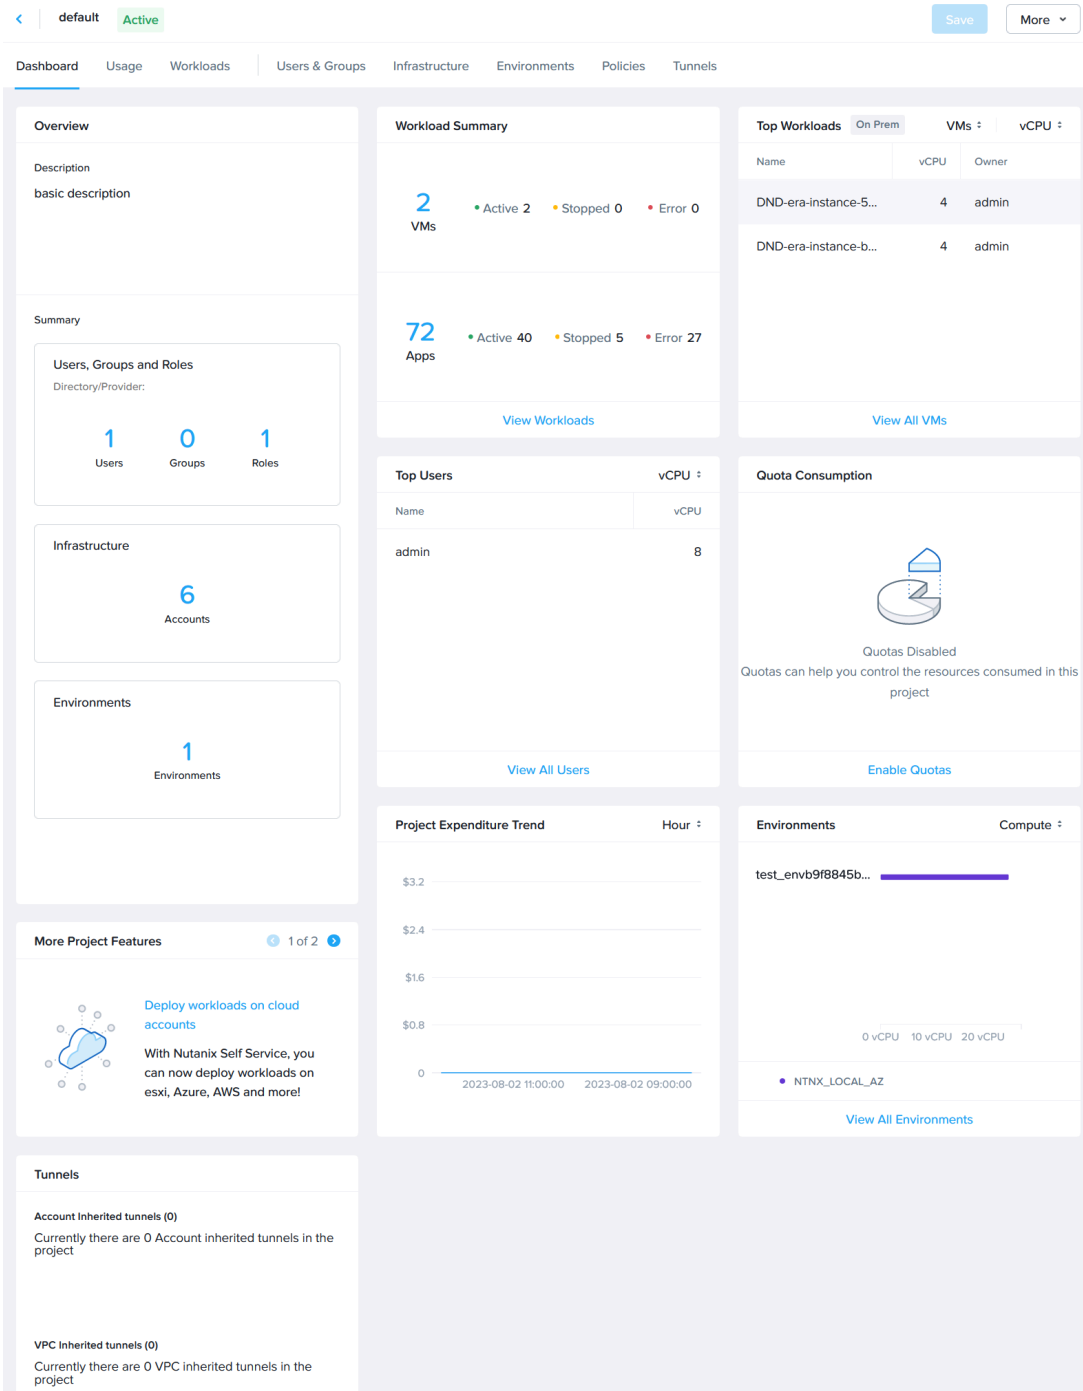 default Active Save More
Dashboard Usage Workloads Users & Groups Infrastructure Environments Policies Tunnels
Overview
Description
basic description
Summary
Users, Groups and Roles
Directory/Provider:
1 0 1
Users Groups Roles
Infrastructure
6
Accounts
Environments
1
Environments
More Project Features 1 of 2
Deploy workloads on cloud
accounts
With Nutanix Self Service, you
can now deploy workloads on
esxi, Azure, AWS and more!
Tunnels
Account Inherited tunnels (0)
Currently there are 0 Account inherited tunnels in the
project
VPC Inherited tunnels (0)
Currently there are 0 VPC inherited tunnels in the
project
Workload Summary
2
VMs
Active 2 Stopped 0 Error 0
72
Apps
Active 40 Stopped 5 Error 27
View Workloads
Top Users vCPU
Name vCPU
admin 8
View All Users
Project Expenditure Trend Hour
$3.2
$2.4
$1.6
$0.8
0
2023-08-02 11:00:00 2023-08-02 09:00:00
Top Workloads On Prem VMs vCPU
Name vCPU Owner
DND-era-instance-5... 4 admin
DND-era-instance-b... 4 admin
View All VMs
Quota Consumption
Quotas Disabled
Quotas can help you control the resources consumed in this
project
Enable Quotas
Environments Compute
test_envb9f8845b...
0 vCPU 10 vCPU 20 vCPU
NTNX_LOCAL_AZ
View All Environments